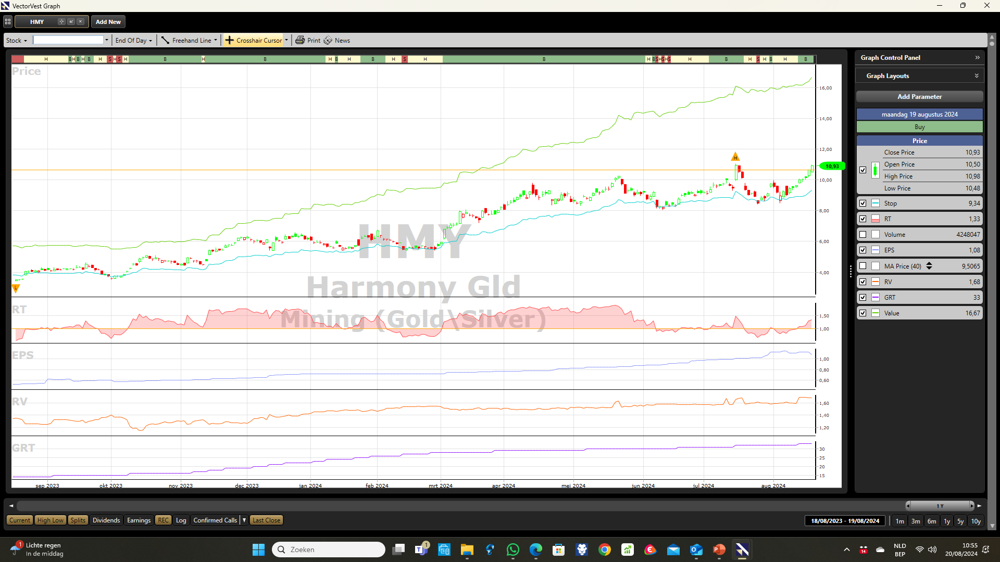 VectorVest Graph
HMY
Add New
Stock
End Of Day
Freehand Line
Crosshair Cursor
Print
News
H B H B H B H S H S H B H B H B H B H S H B H B S H S H S H B H S H B H B
Price
HMY
Harmony Gld
Mining (Gold\Silver)
L
H
16,00
14,00
12,00
10,93
10,00
8,00
6,00
4,00
RT
1,50
1,00
EPS
1,00
0,80
0,60
RV
1,60
1,40
1,20
GRT
30
25
20
15
sep 2023 okt 2023 nov 2023 dec 2023 jan 2024 feb 2024 mrt 2024 apr 2024 mei 2024 jun 2024 jul 2024 aug 2024
Graph Control Panel
Graph Layouts
Add Parameter
maandag 19 augustus 2024
Buy
Price
Close Price 10,93
Open Price 10,50
High Price 10,98
Low Price 10,48
Stop 9,34
RT 1,33
Volume 4248047
EPS 1,08
MA Price (40) 9,5065
RV 1,68
GRT 33
Value 16,67
1 Y
Current High Low Splits Dividends Earnings REC Log Confirmed Calls Last Close
18/08/2023 - 19/08/2024
1m 3m 6m 1y 5y 10y
1
Lichte regen
In de middag
Zoeken
1
14
NLD
BEP
10:55
20/08/2024